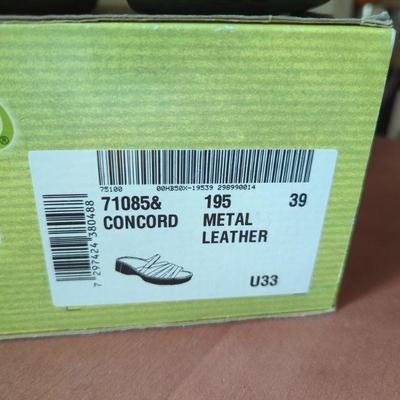 75100 00HB50X-19539 298990014
71085& 195 39
CONCORD METAL
LEATHER
U33
7 297424 380488
®